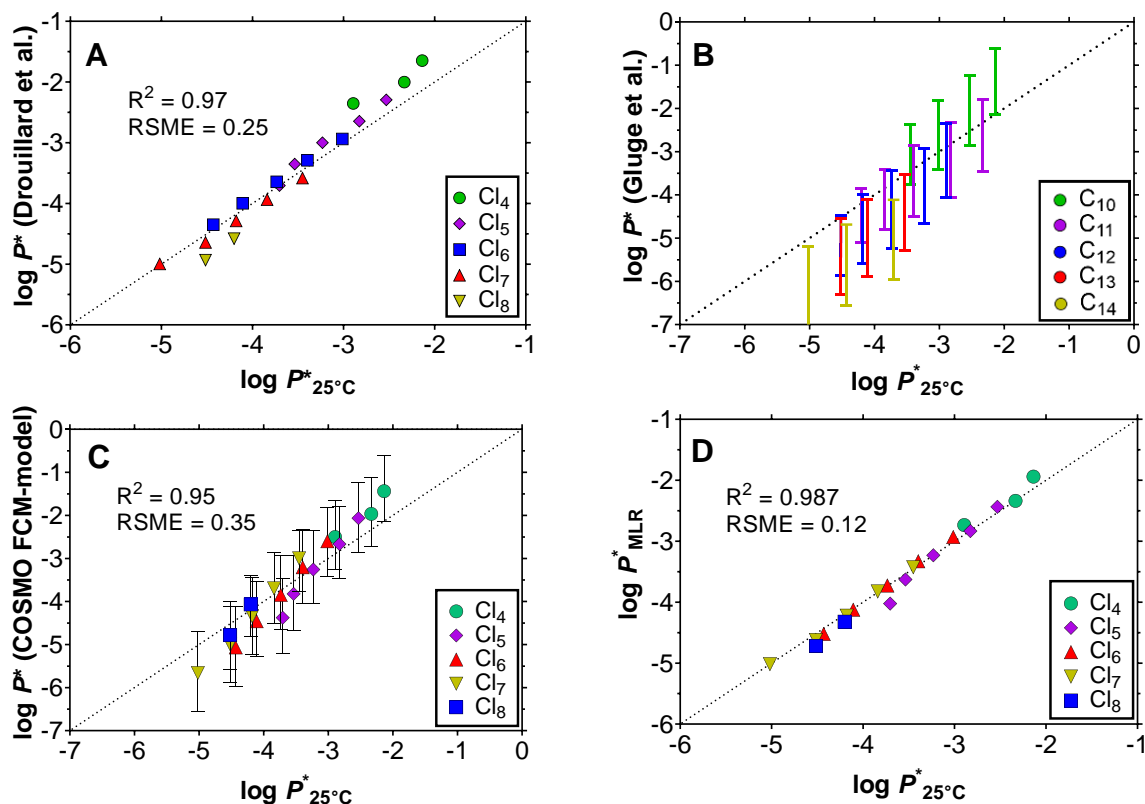 A
R² = 0.97
RSME = 0.25
log P* (Drouillard et al.)
-1
-2
-3
-4
-5
-6
-6 -5 -4 -3 -2 -1
log P*₂₅°C
Cl₄
Cl₅
Cl₆
Cl₇
Cl₈
B
log P* (Gluge et al.)
0
-1
-2
-3
-4
-5
-6
-7
-7 -6 -5 -4 -3 -2 -1 0
log P*₂₅°C
C₁₀
C₁₁
C₁₂
C₁₃
C₁₄
C
R² = 0.95
RSME = 0.35
log P* (COSMO FCM-model)
0
-1
-2
-3
-4
-5
-6
-7
-7 -6 -5 -4 -3 -2 -1 0
log P*₂₅°C
Cl₄
Cl₅
Cl₆
Cl₇
Cl₈
D
R² = 0.987
RSME = 0.12
log P*MLR
-1
-2
-3
-4
-5
-6
-6 -5 -4 -3 -2 -1
log P*₂₅°C
Cl₄
Cl₅
Cl₆
Cl₇
Cl₈